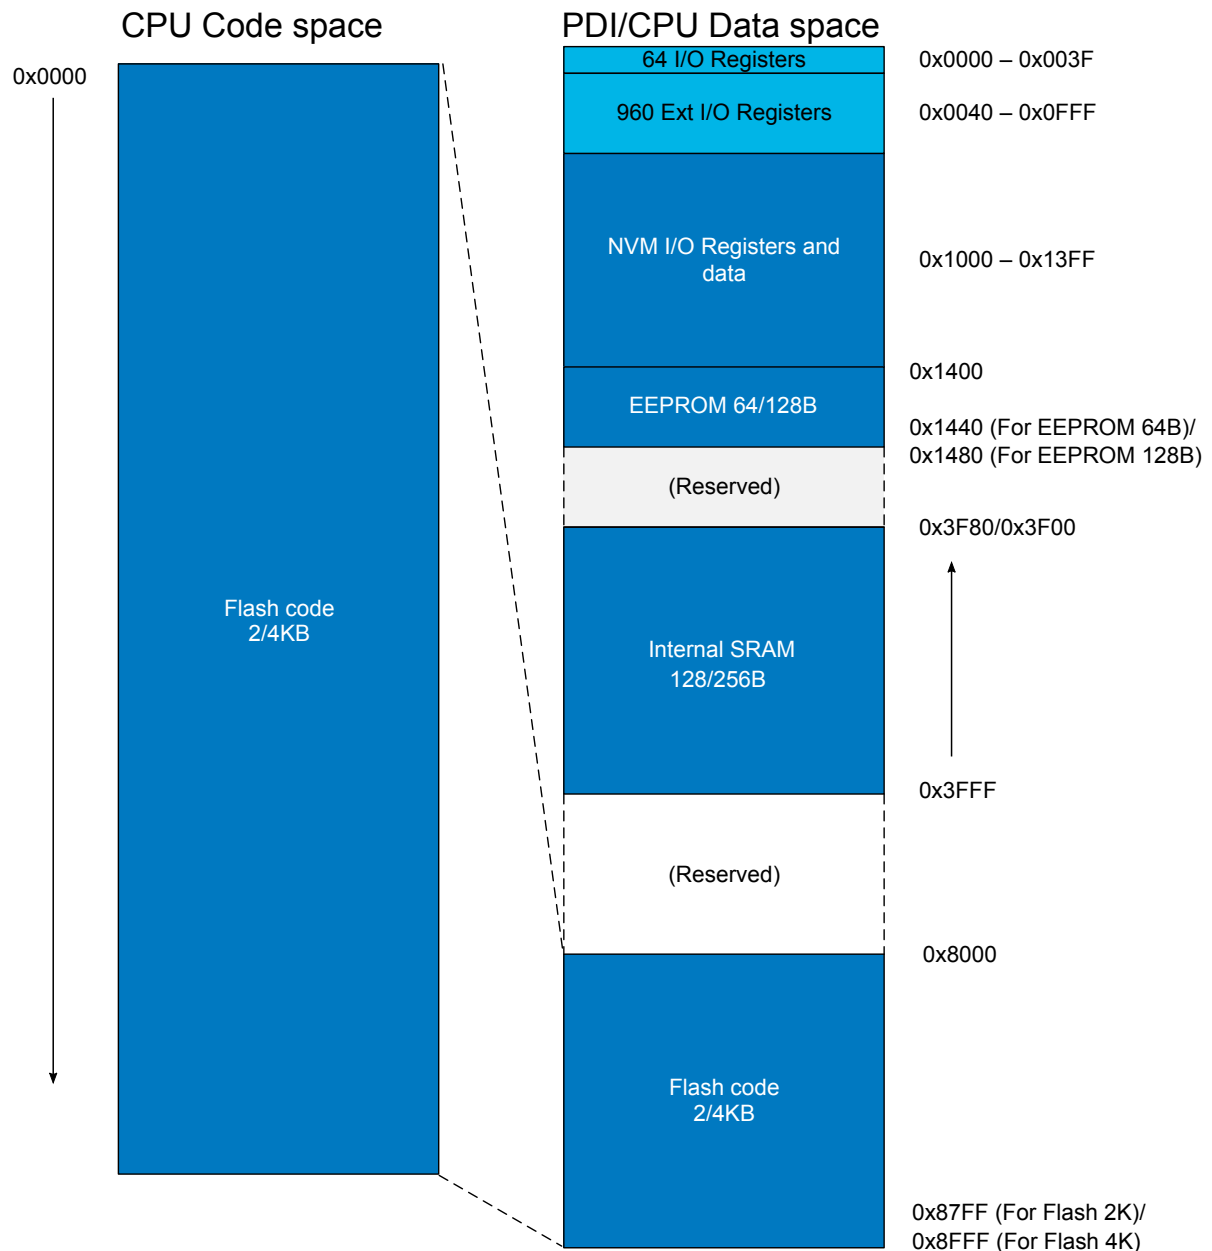 CPU Code space
PDI/CPU Data space
0x0000
64 I/O Registers
0x0000 – 0x003F
960 Ext I/O Registers
0x0040 – 0x0FFF
NVM I/O Registers and
data
0x1000 – 0x13FF
0x1400
EEPROM 64/128B
0x1440 (For EEPROM 64B)/
0x1480 (For EEPROM 128B)
(Reserved)
0x3F80/0x3F00
Flash code
2/4KB
Internal SRAM
128/256B
0x3FFF
(Reserved)
0x8000
Flash code
2/4KB
0x87FF (For Flash 2K)/
0x8FFF (For Flash 4K)